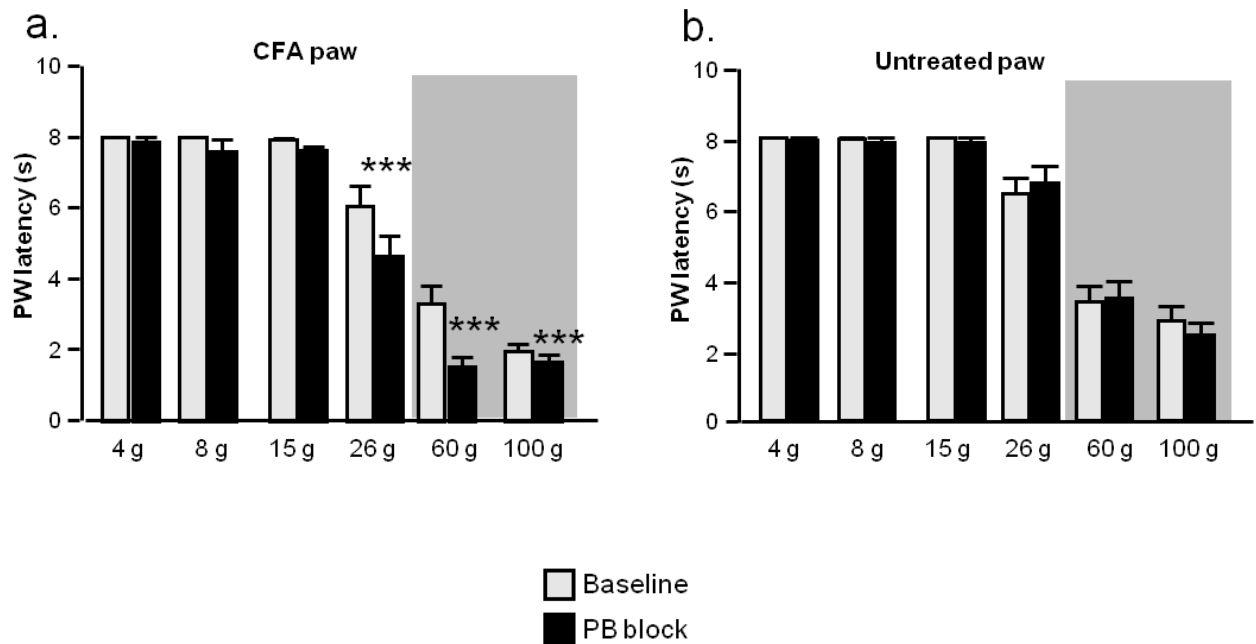 a.
CFA paw
PW latency (s)
10
8
6
4
2
0
***
***
***
4 g 8 g 15 g 26 g 60 g 100 g
b.
Untreated paw
PW latency (s)
10
8
6
4
2
0
4 g 8 g 15 g 26 g 60 g 100 g
Baseline
PB block